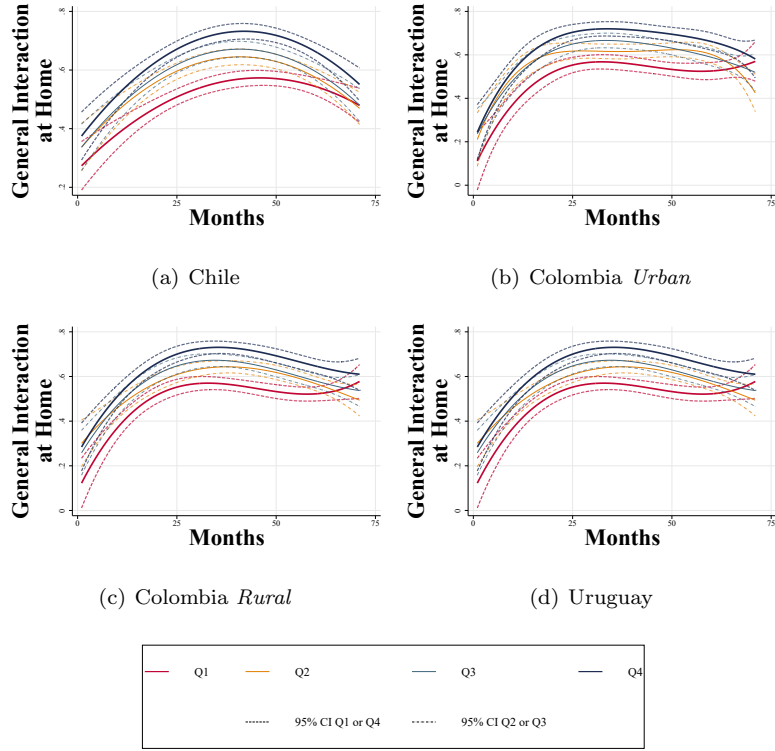 General Interaction
at Home
.2 .4 .6 .8
0 25 50 75
Months
(a) Chile
General Interaction
at Home
0 .2 .4 .6 .8
0 25 50 75
Months
(b) Colombia Urban
General Interaction
at Home
0 .2 .4 .6 .8
0 25 50 75
Months
(c) Colombia Rural
General Interaction
at Home
0 .2 .4 .6 .8
0 25 50 75
Months
(d) Uruguay
Q1 Q2 Q3 Q4
95% CI Q1 or Q4 95% CI Q2 or Q3